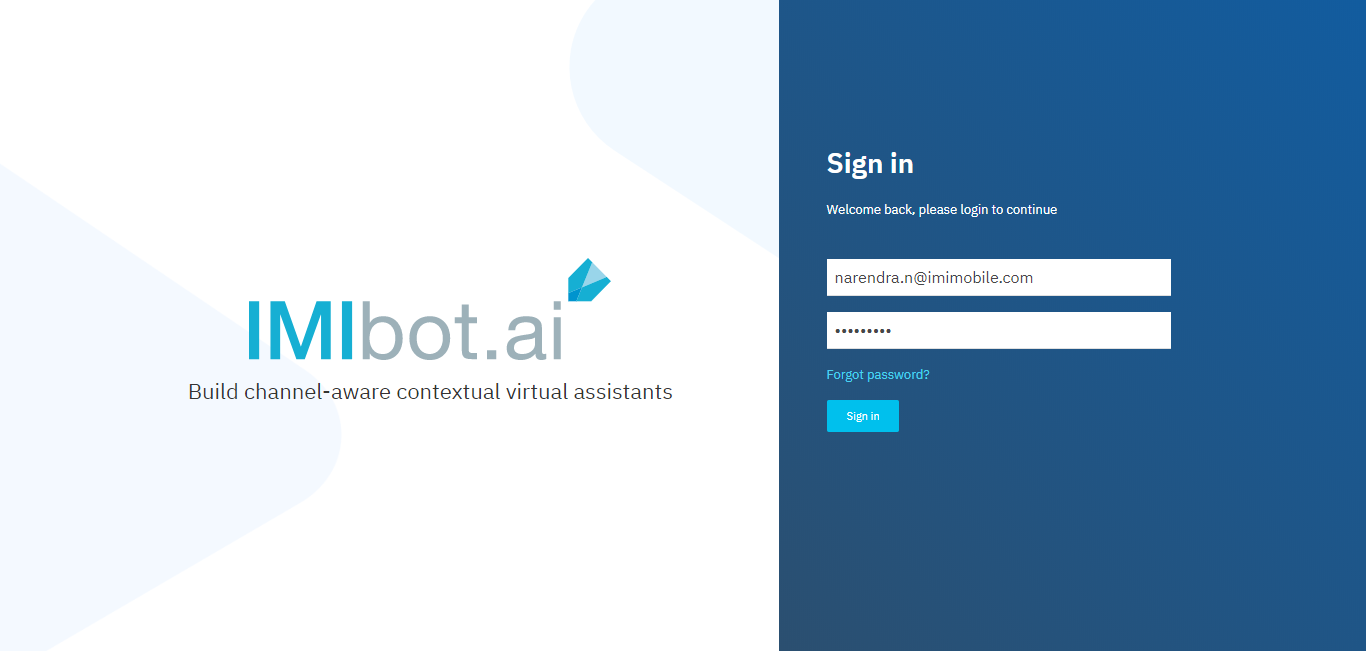 IMIbot.ai
Build channel-aware contextual virtual assistants
Sign in
Welcome back, please login to continue
narendra.n@imimobile.com
•••••••••
Forgot password?
Sign in